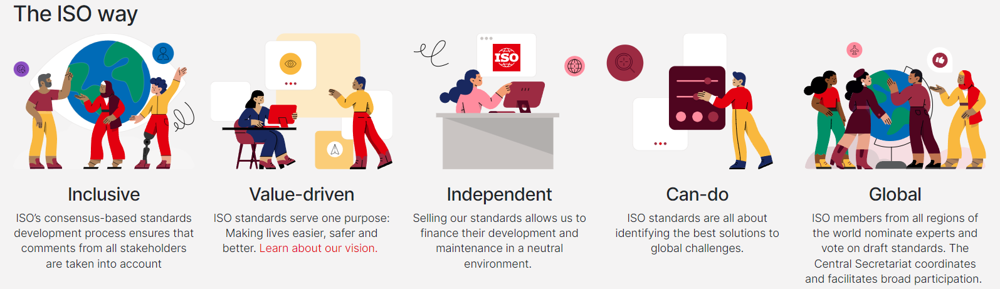 The ISO way
ISO
Inclusive
ISO's consensus-based standards
development process ensures that
comments from all stakeholders
are taken into account
Value-driven
ISO standards serve one purpose:
Making lives easier, safer and
better. Learn about our vision.
Independent
Selling our standards allows us to
finance their development and
maintenance in a neutral
environment.
Can-do
ISO standards are all about
identifying the best solutions to
global challenges.
Global
ISO members from all regions of
the world nominate experts and
vote on draft standards. The
Central Secretariat coordinates
and facilitates broad participation.